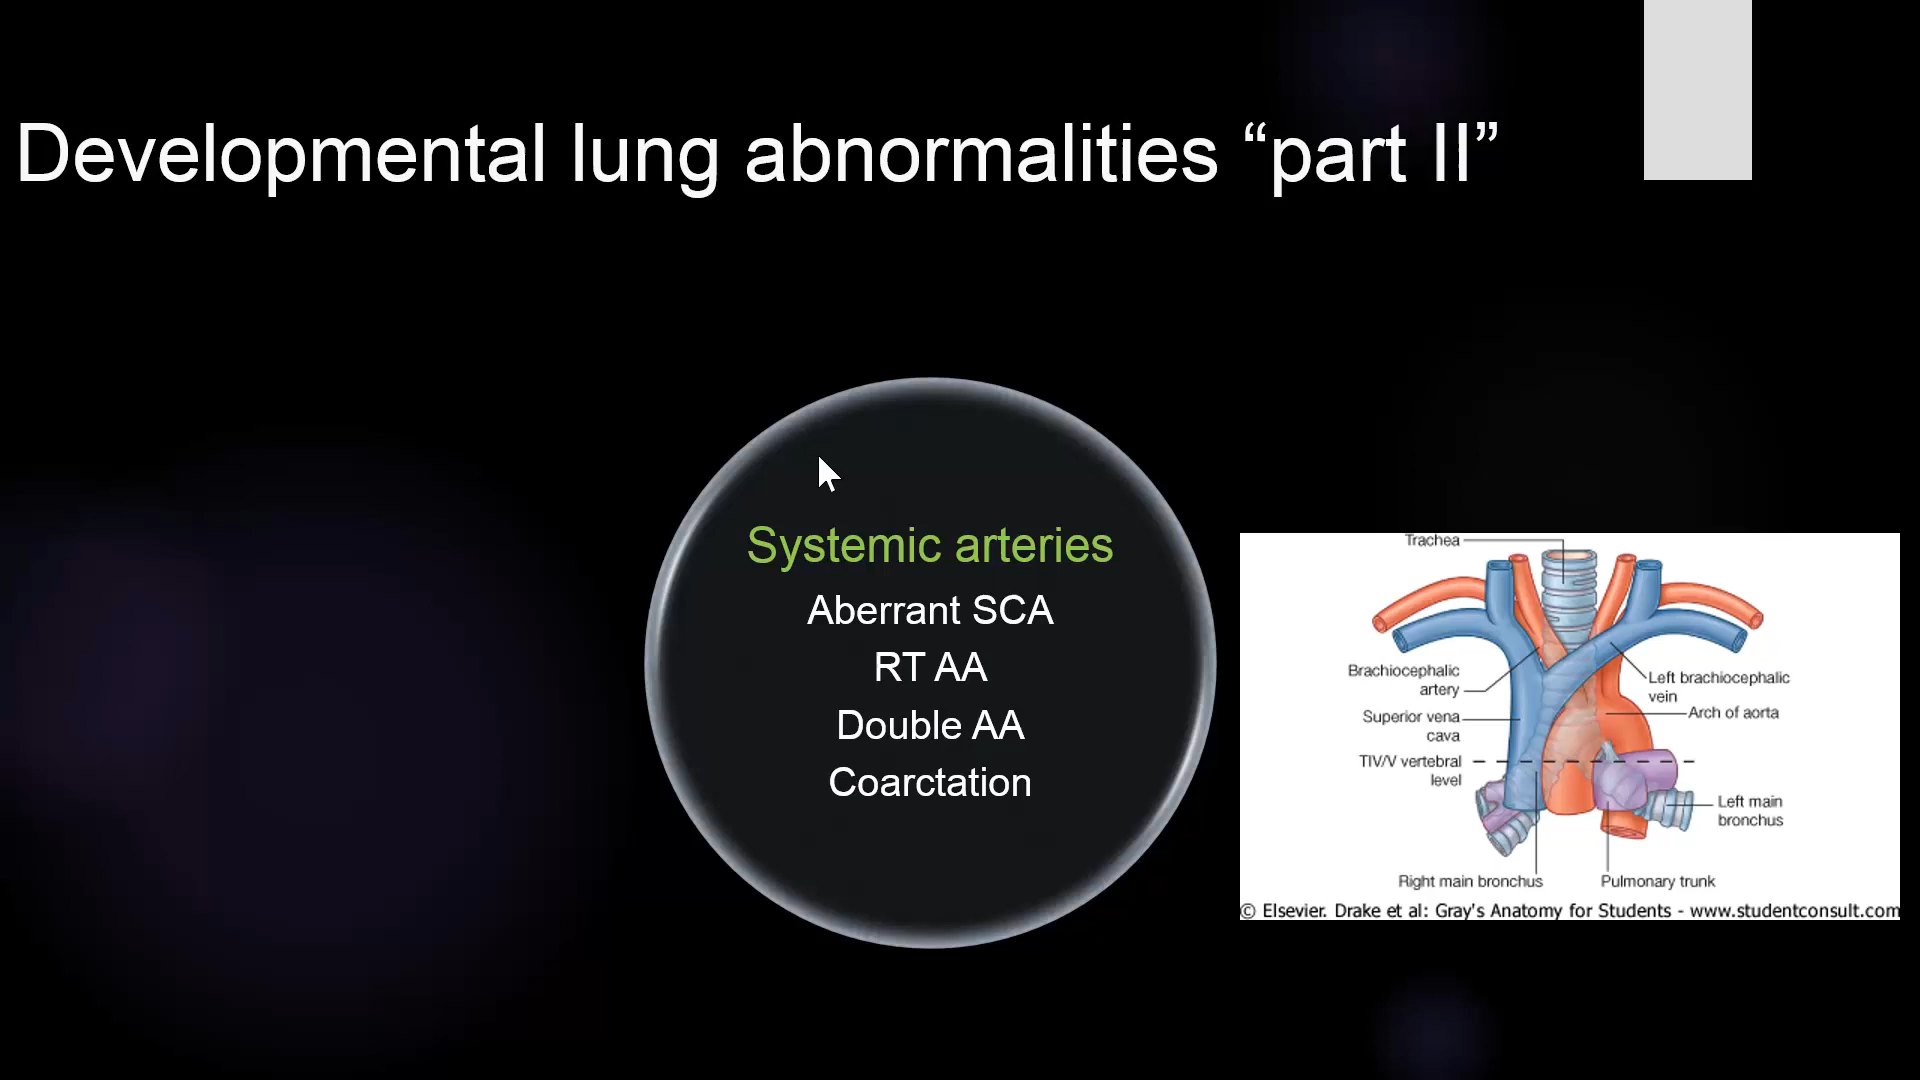 Developmental lung abnormalities “part II”
Systemic arteries
Aberrant SCA
RT AA
Double AA
Coarctation
Trachea
Brachiocephalic
artery
Superior vena
cava
TIV/V vertebral
level
Left brachiocephalic
vein
Arch of aorta
Left main
bronchus
Right main bronchus
Pulmonary trunk
© Elsevier. Drake et al: Gray's Anatomy for Students - www.studentconsult.com